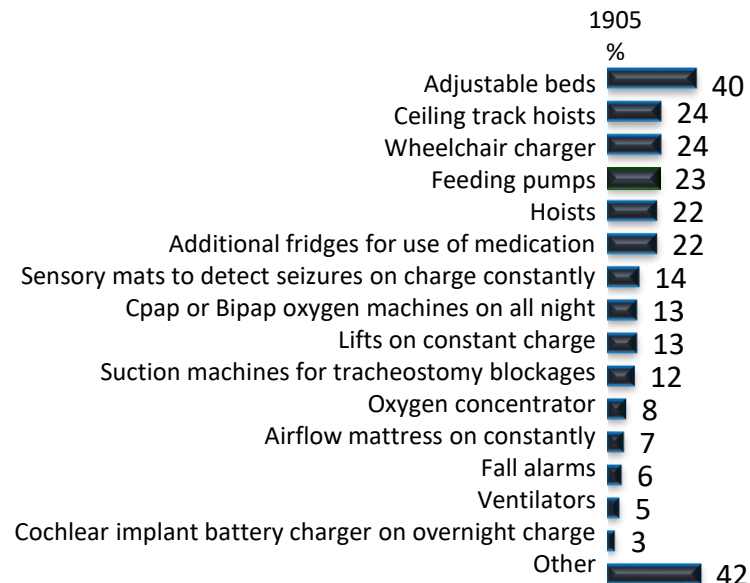 1905
%
Adjustable beds 40
Ceiling track hoists 24
Wheelchair charger 24
Feeding pumps 23
Hoists 22
Additional fridges for use of medication 22
Sensory mats to detect seizures on charge constantly 14
Cpap or Bipap oxygen machines on all night 13
Lifts on constant charge 13
Suction machines for tracheostomy blockages 12
Oxygen concentrator 8
Airflow mattress on constantly 7
Fall alarms 6
Ventilators 5
Cochlear implant battery charger on overnight charge 3
Other 42